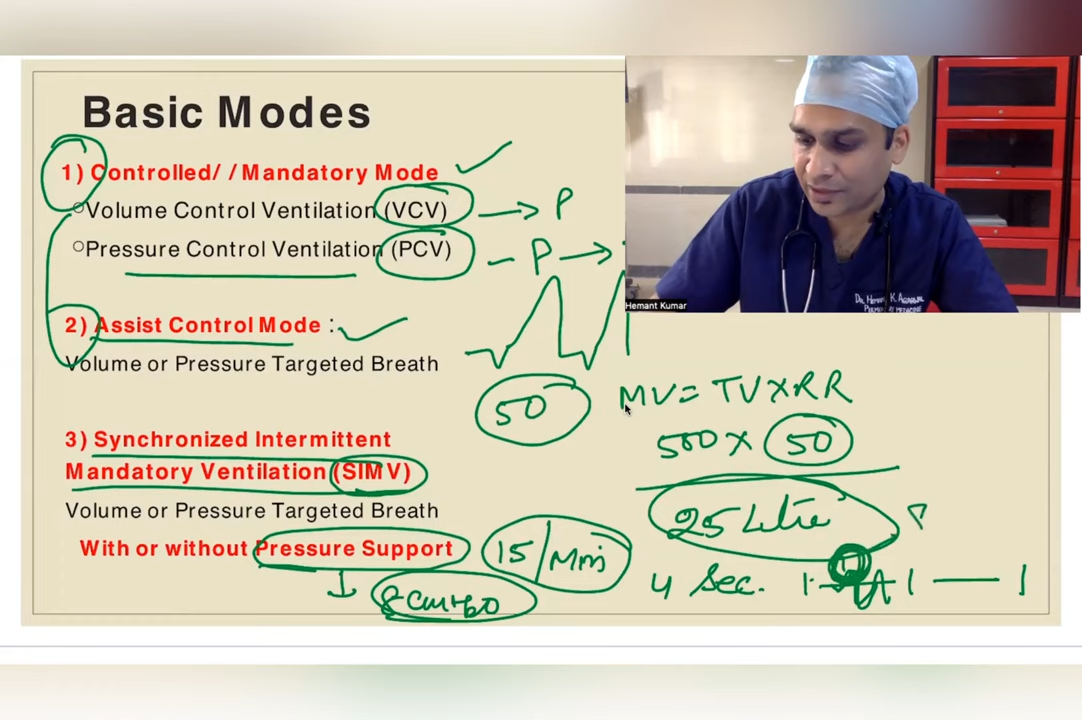 Basic Modes
1) Controlled/ /Mandatory Mode
Volume Control Ventilation (VCV) → P
Pressure Control Ventilation (PCV) - P →
2) Assist Control Mode :
Volume or Pressure Targeted Breath
50
MV = TV X RR
500 X 50
25 Litre
3) Synchronized Intermittent
Mandatory Ventilation (SIMV)
Volume or Pressure Targeted Breath
With or without Pressure Support
15/Min
4 Sec.
Hemant Kumar